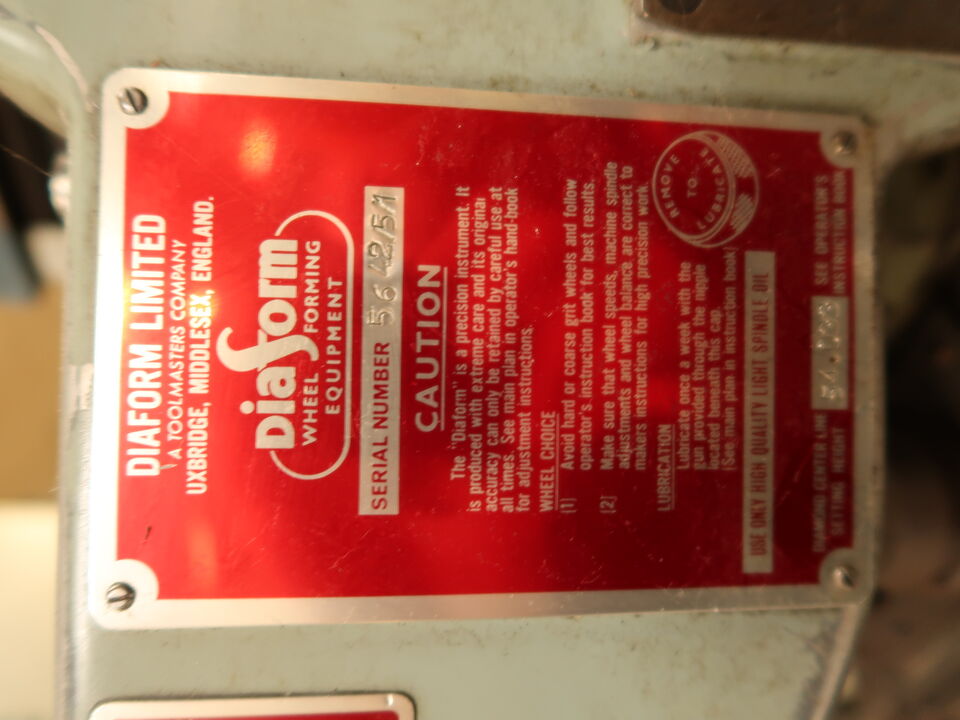 DIAFORM LIMITED
A TOOLMASTERS COMPANY
UXBRIDGE, MIDDLESEX, ENGLAND.
Diaform
WHEEL FORMING
EQUIPMENT
SERIAL NUMBER 56 42/5/1
CAUTION
The "Diaform" is a precision instrument. It
is produced with extreme care and its original
accuracy can only be retained by careful use at
all times. See main plan in operator's hand-book
for adjustment instructions.
WHEEL CHOICE
(1) Avoid hard or coarse grit wheels and follow
operator's instruction book for best results.
(2) Make sure that wheel speeds, machine spindle
adjustments and wheel balance are correct to
makers instructions for high precision work.
LUBRICATION
Lubricate once a week with the
gun provided through the nipple
located beneath this cap.
(See main plan in instruction book)
REMOVE
TO
LUBRICATE
USE ONLY HIGH QUALITY LIGHT SPINDLE OIL
DIAMOND CENTER LINE
SETTING HEIGHT
SEE OWNER'S
INSTRUCTION BOOK